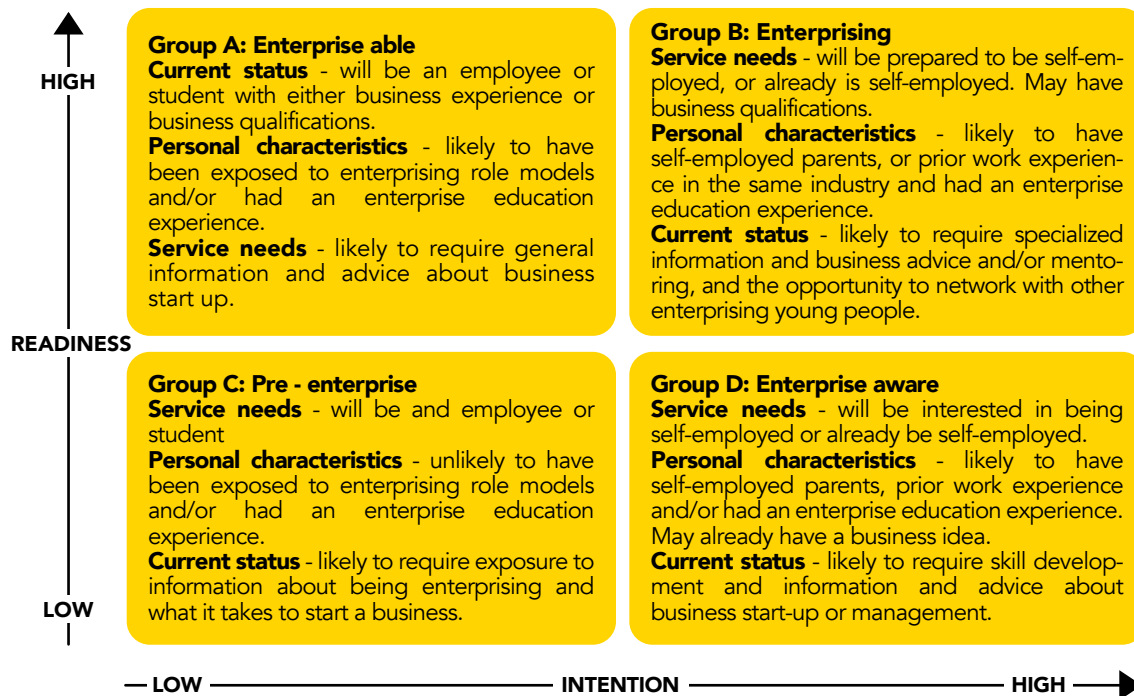 HIGH
Group A: Enterprise able
Current status - will be an employee or
student with either business experience or
business qualifications.
Personal characteristics - likely to have
been exposed to enterprising role models
and/or had an enterprise education
experience.
Service needs - likely to require general
information and advice about business
start up.
Group B: Enterprising
Service needs - will be prepared to be self-em-
ployed, or already is self-employed. May have
business qualifications.
Personal characteristics - likely to have
self-employed parents, or prior work experien-
ce in the same industry and had an enterprise
education experience.
Current status - likely to require specialized
information and business advice and/or mento-
ring, and the opportunity to network with other
enterprising young people.
READINESS
Group C: Pre - enterprise
Service needs - will be and employee or
student
Personal characteristics - unlikely to have
been exposed to enterprising role models
and/or had an enterprise education
experience.
Current status - likely to require exposure to
information about being enterprising and
what it takes to start a business.
Group D: Enterprise aware
Service needs - will be interested in being
self-employed or already be self-employed.
Personal characteristics - likely to have
self-employed parents, prior work experience
and/or had an enterprise education experience.
May already have a business idea.
Current status - likely to require skill develop-
ment and information and advice about
business start-up or management.
LOW
LOW INTENTION HIGH